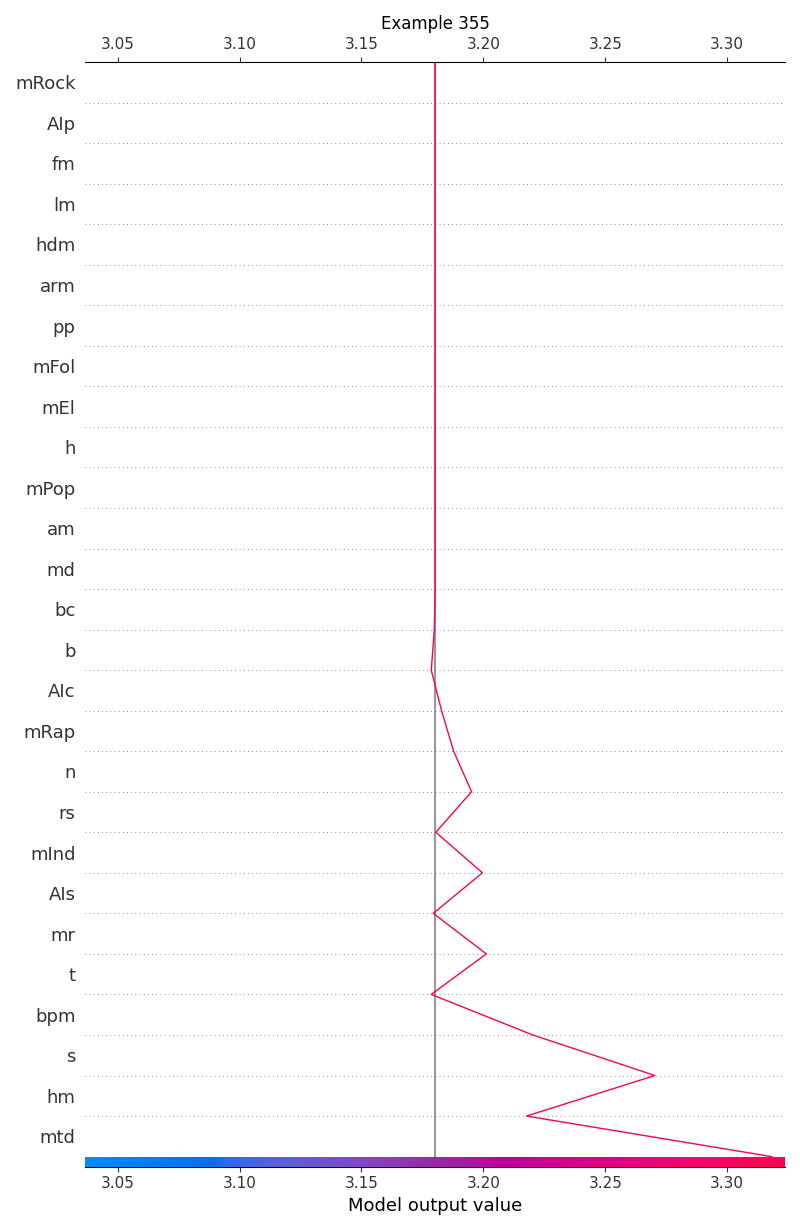 Example 355
3.05 3.10 3.15 3.20 3.25 3.30
mRock
AIp
fm
lm
hdm
arm
pp
mFol
mEl
h
mPop
am
md
bc
b
AIc
mRap
n
rs
mInd
AIs
mr
t
bpm
s
hm
mtd
3.05 3.10 3.15 3.20 3.25 3.30
Model output value